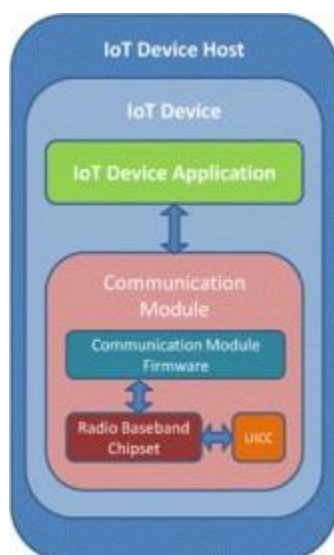 IoT Device Host
IoT Device
IoT Device Application
Communication
Module
Communication Module
Firmware
Radio Baseband
Chipset
UICC